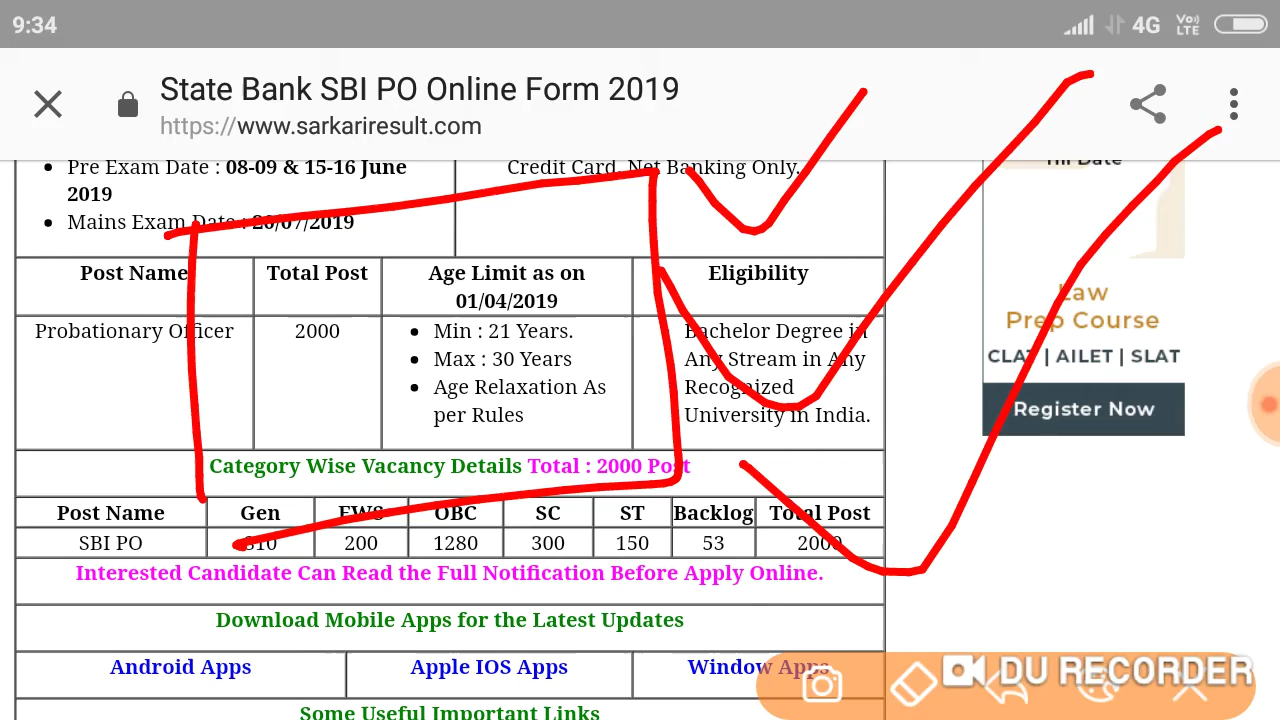 9:34
4G
Vo) LTE
State Bank SBI PO Online Form 2019
https://www.sarkariresult.com
Till Date
• Pre Exam Date : 08-09 & 15-16 June
2019
• Mains Exam Date : 20/07/2019
Credit Card, Net Banking Only.
Post Name Total Post Age Limit as on
01/04/2019 Eligibility
Probationary Officer 2000
• Min : 21 Years.
• Max : 30 Years
• Age Relaxation As
per Rules
Bachelor Degree in
Any Stream in Any
Recognized
University in India.
Category Wise Vacancy Details Total : 2000 Post
Post Name Gen EWS OBC SC ST Backlog Total Post
SBI PO 810 200 1280 300 150 53 2000
Interested Candidate Can Read the Full Notification Before Apply Online.
Download Mobile Apps for the Latest Updates
Android Apps Apple IOS Apps Window Apps
Some Useful Important Links
Law
Prep Course
CLAT | AILET | SLAT
Register Now
DU RECORDER